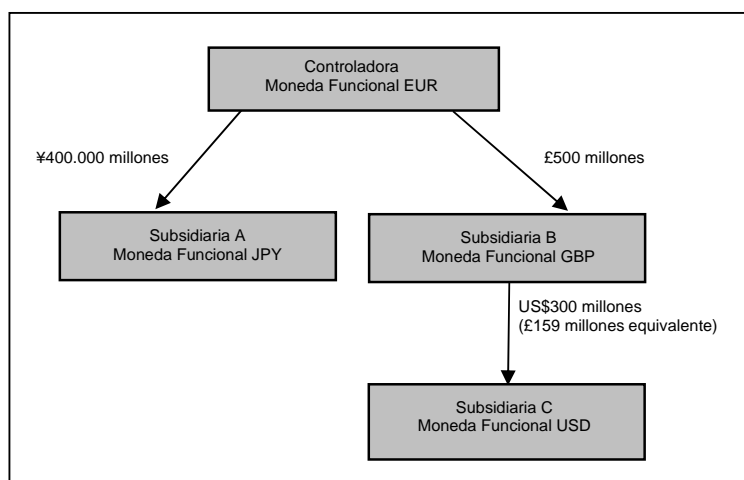 Controladora
Moneda Funcional EUR
¥400.000 millones
£500 millones
Subsidiaria A
Moneda Funcional JPY
Subsidiaria B
Moneda Funcional GBP
US$300 millones
(£159 millones equivalente)
Subsidiaria C
Moneda Funcional USD